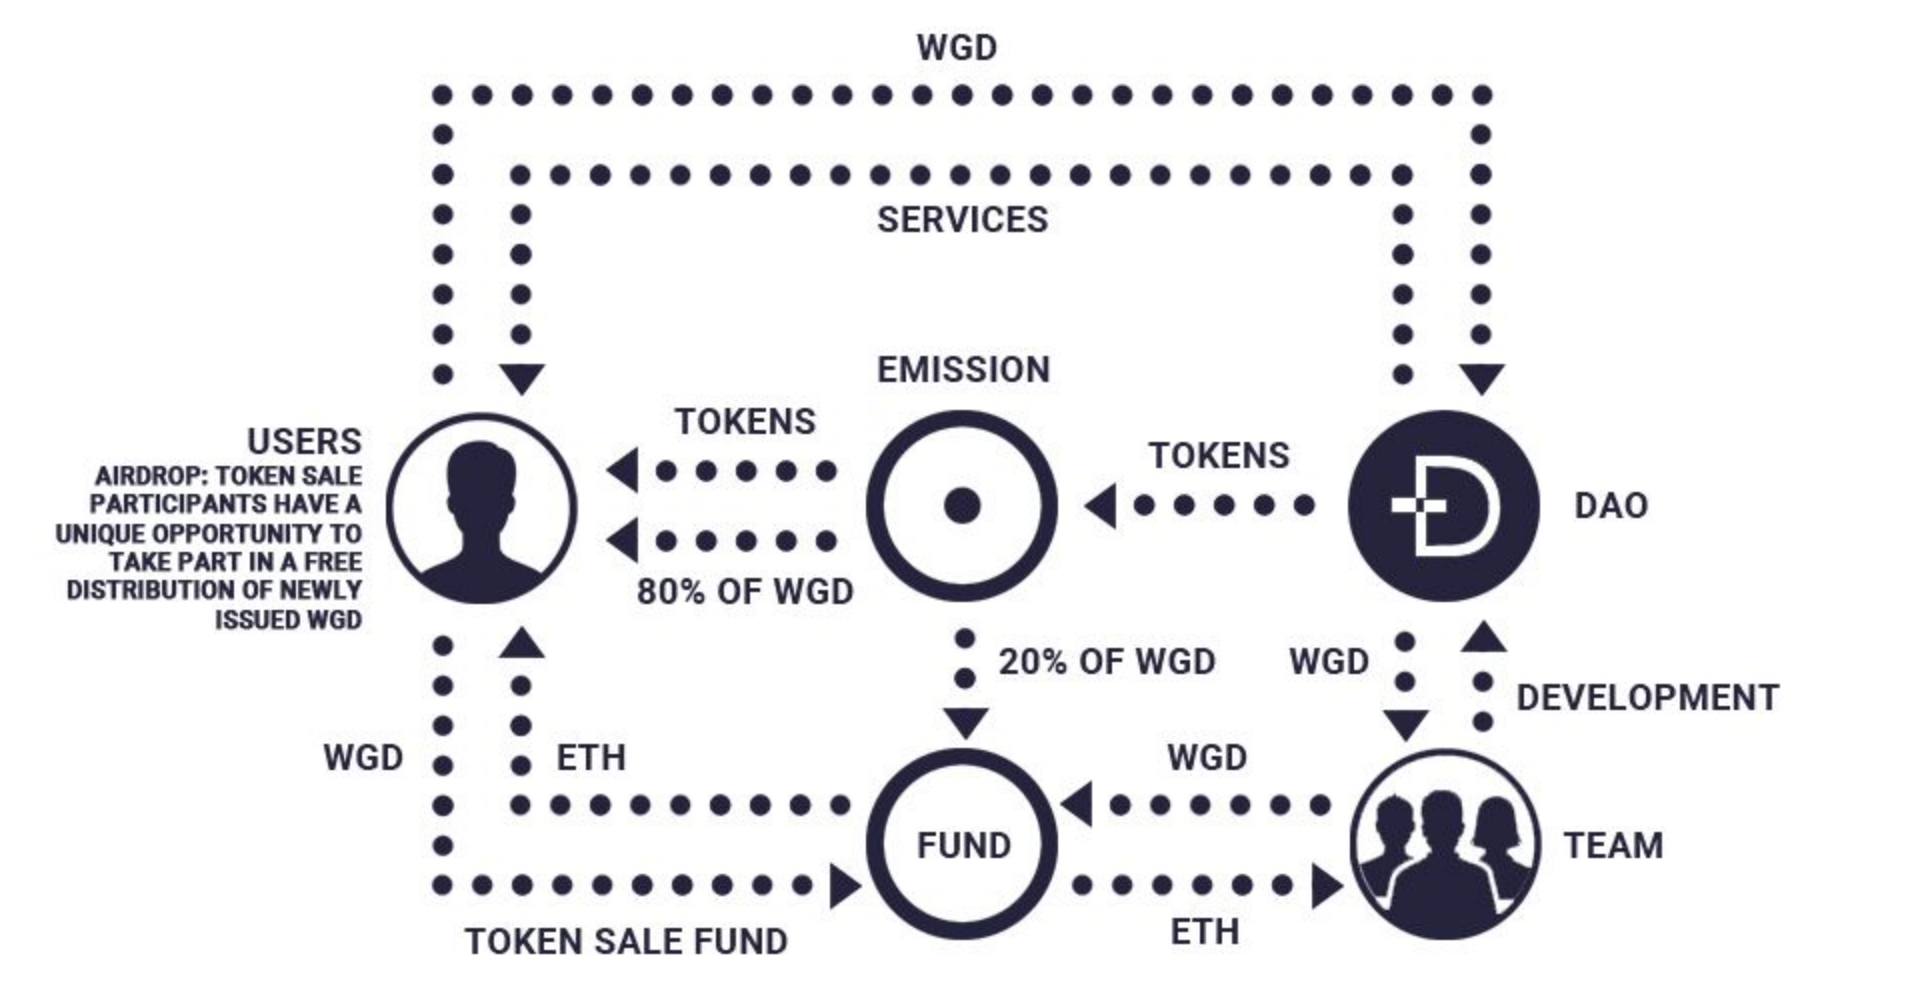 WGD
SERVICES
EMISSION
TOKENS
TOKENS
USERS
AIRDROP: TOKEN SALE
PARTICIPANTS HAVE A
UNIQUE OPPORTUNITY TO
TAKE PART IN A FREE
DISTRIBUTION OF NEWLY
ISSUED WGD
DAO
80% OF WGD
20% OF WGD
WGD
DEVELOPMENT
WGD
ETH
WGD
FUND
TEAM
TOKEN SALE FUND
ETH